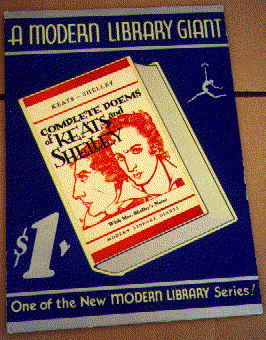 A MODERN LIBRARY GIANT
KEATS - SHELLEY
COMPLETE POEMS
of KEATS and
SHELLEY
With Mrs. Shelley's Notes
MODERN LIBRARY GIANTS
$1
One of the New MODERN LIBRARY Series!